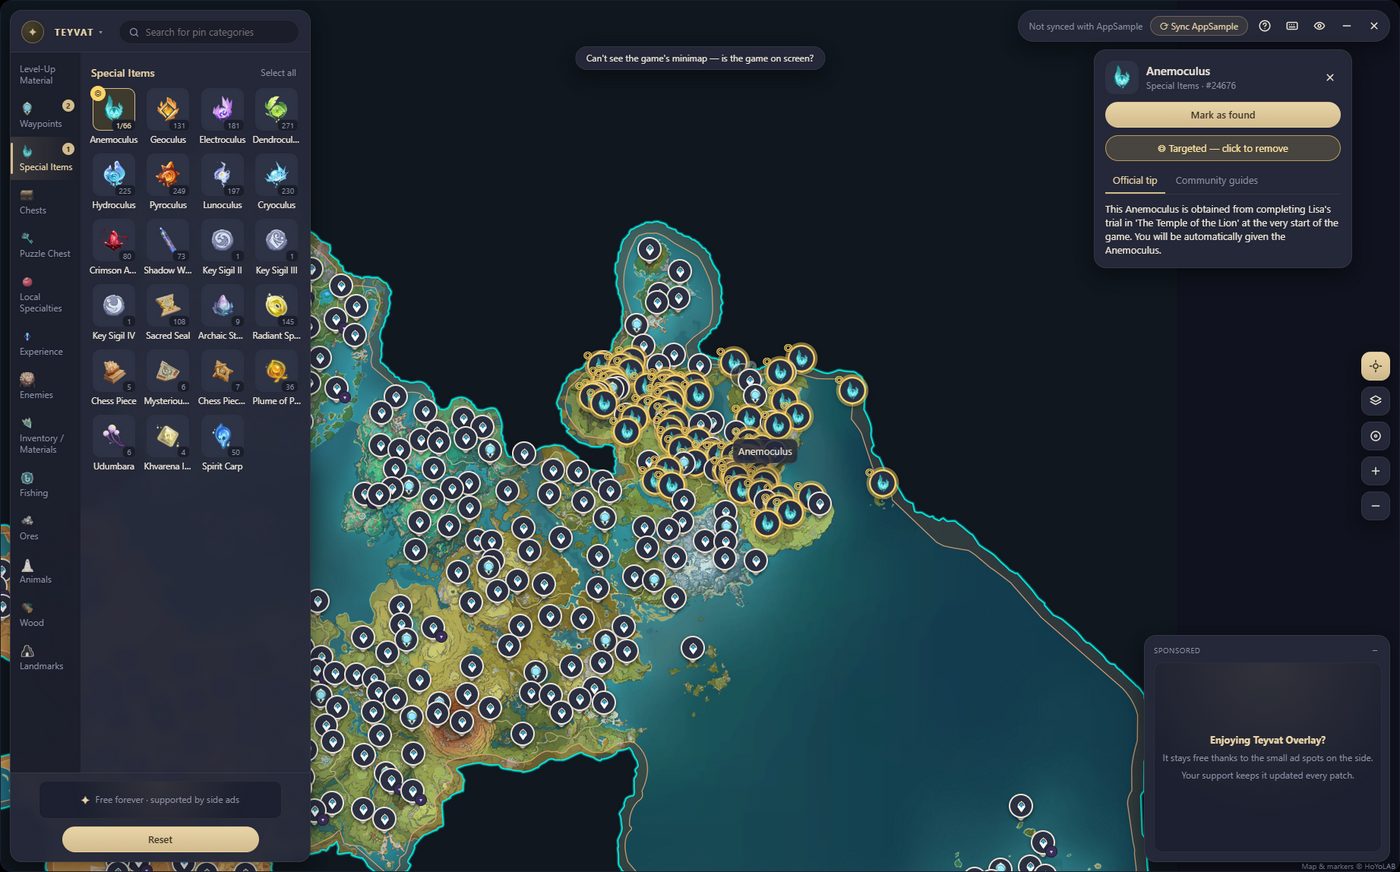 TEYVAT
Search for pin categories
Level-Up
Material
Waypoints
2
Special Items
1
Chests
Puzzle Chest
Local
Specialties
Experience
Enemies
Inventory /
Materials
Fishing
Ores
Animals
Wood
Landmarks
Special Items
Select all
1/66
131
181
271
Anemoculus
Geoculus
Electroculus
Dendrocul...
225
249
197
230
Hydroculus
Pyroculus
Lunoculus
Cryoculus
80
73
1
1
Crimson A...
Shadow W...
Key Sigil II
Key Sigil III
1
108
9
145
Key Sigil IV
Sacred Seal
Archaic St...
Radiant Sp...
5
6
7
36
Chess Piece
Mysteriou...
Chess Piec...
Plume of P...
6
4
50
Udumbara
Khvarena I...
Spirit Carp
Free forever · supported by side ads
Reset
Can't see the game's minimap — is the game on screen?
Anemoculus
Not synced with AppSample
Sync AppSample
Anemoculus
Special Items · #24676
Mark as found
Targeted — click to remove
Official tip
Community guides
This Anemoculus is obtained from completing Lisa's
trial in 'The Temple of the Lion' at the very start of the
game. You will be automatically given the
Anemoculus.
SPONSORED
Enjoying Teyvat Overlay?
It stays free thanks to the small ad spots on the side.
Your support keeps it updated every patch.
Map & markers © HoYoLAB